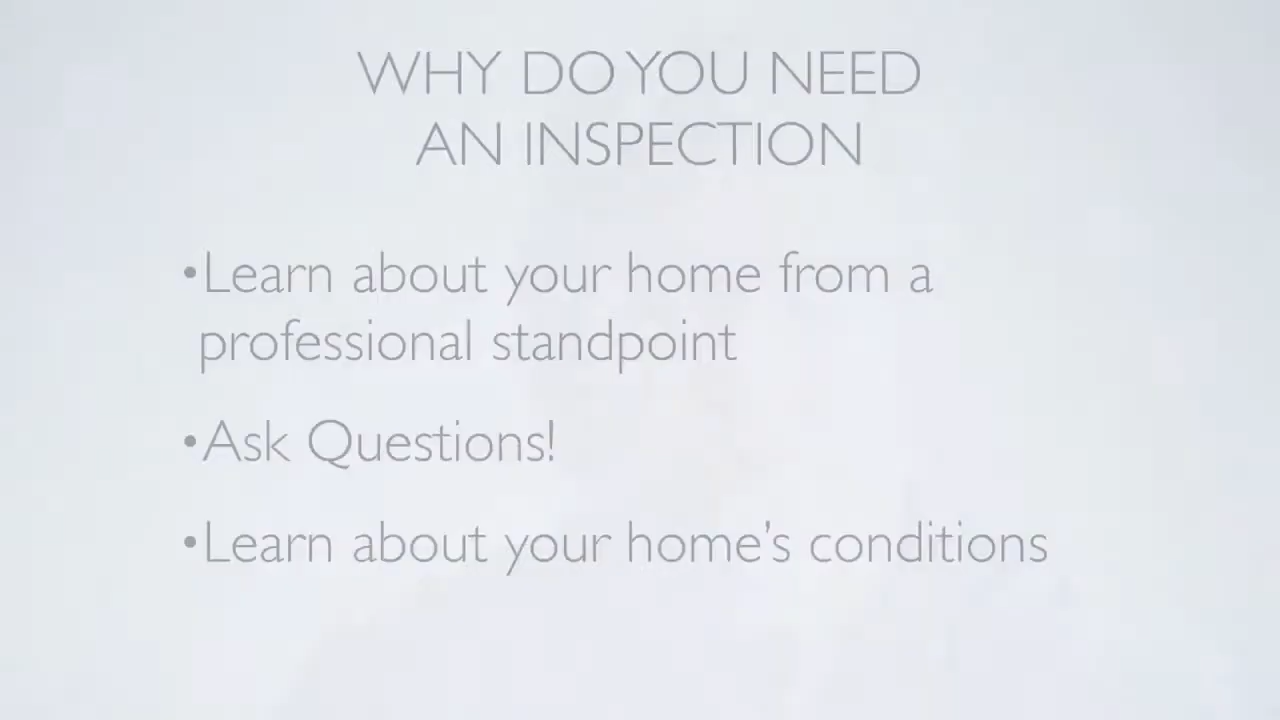 WHY DO YOU NEED
AN INSPECTION
•Learn about your home from a
professional standpoint
•Ask Questions!
•Learn about your home’s conditions